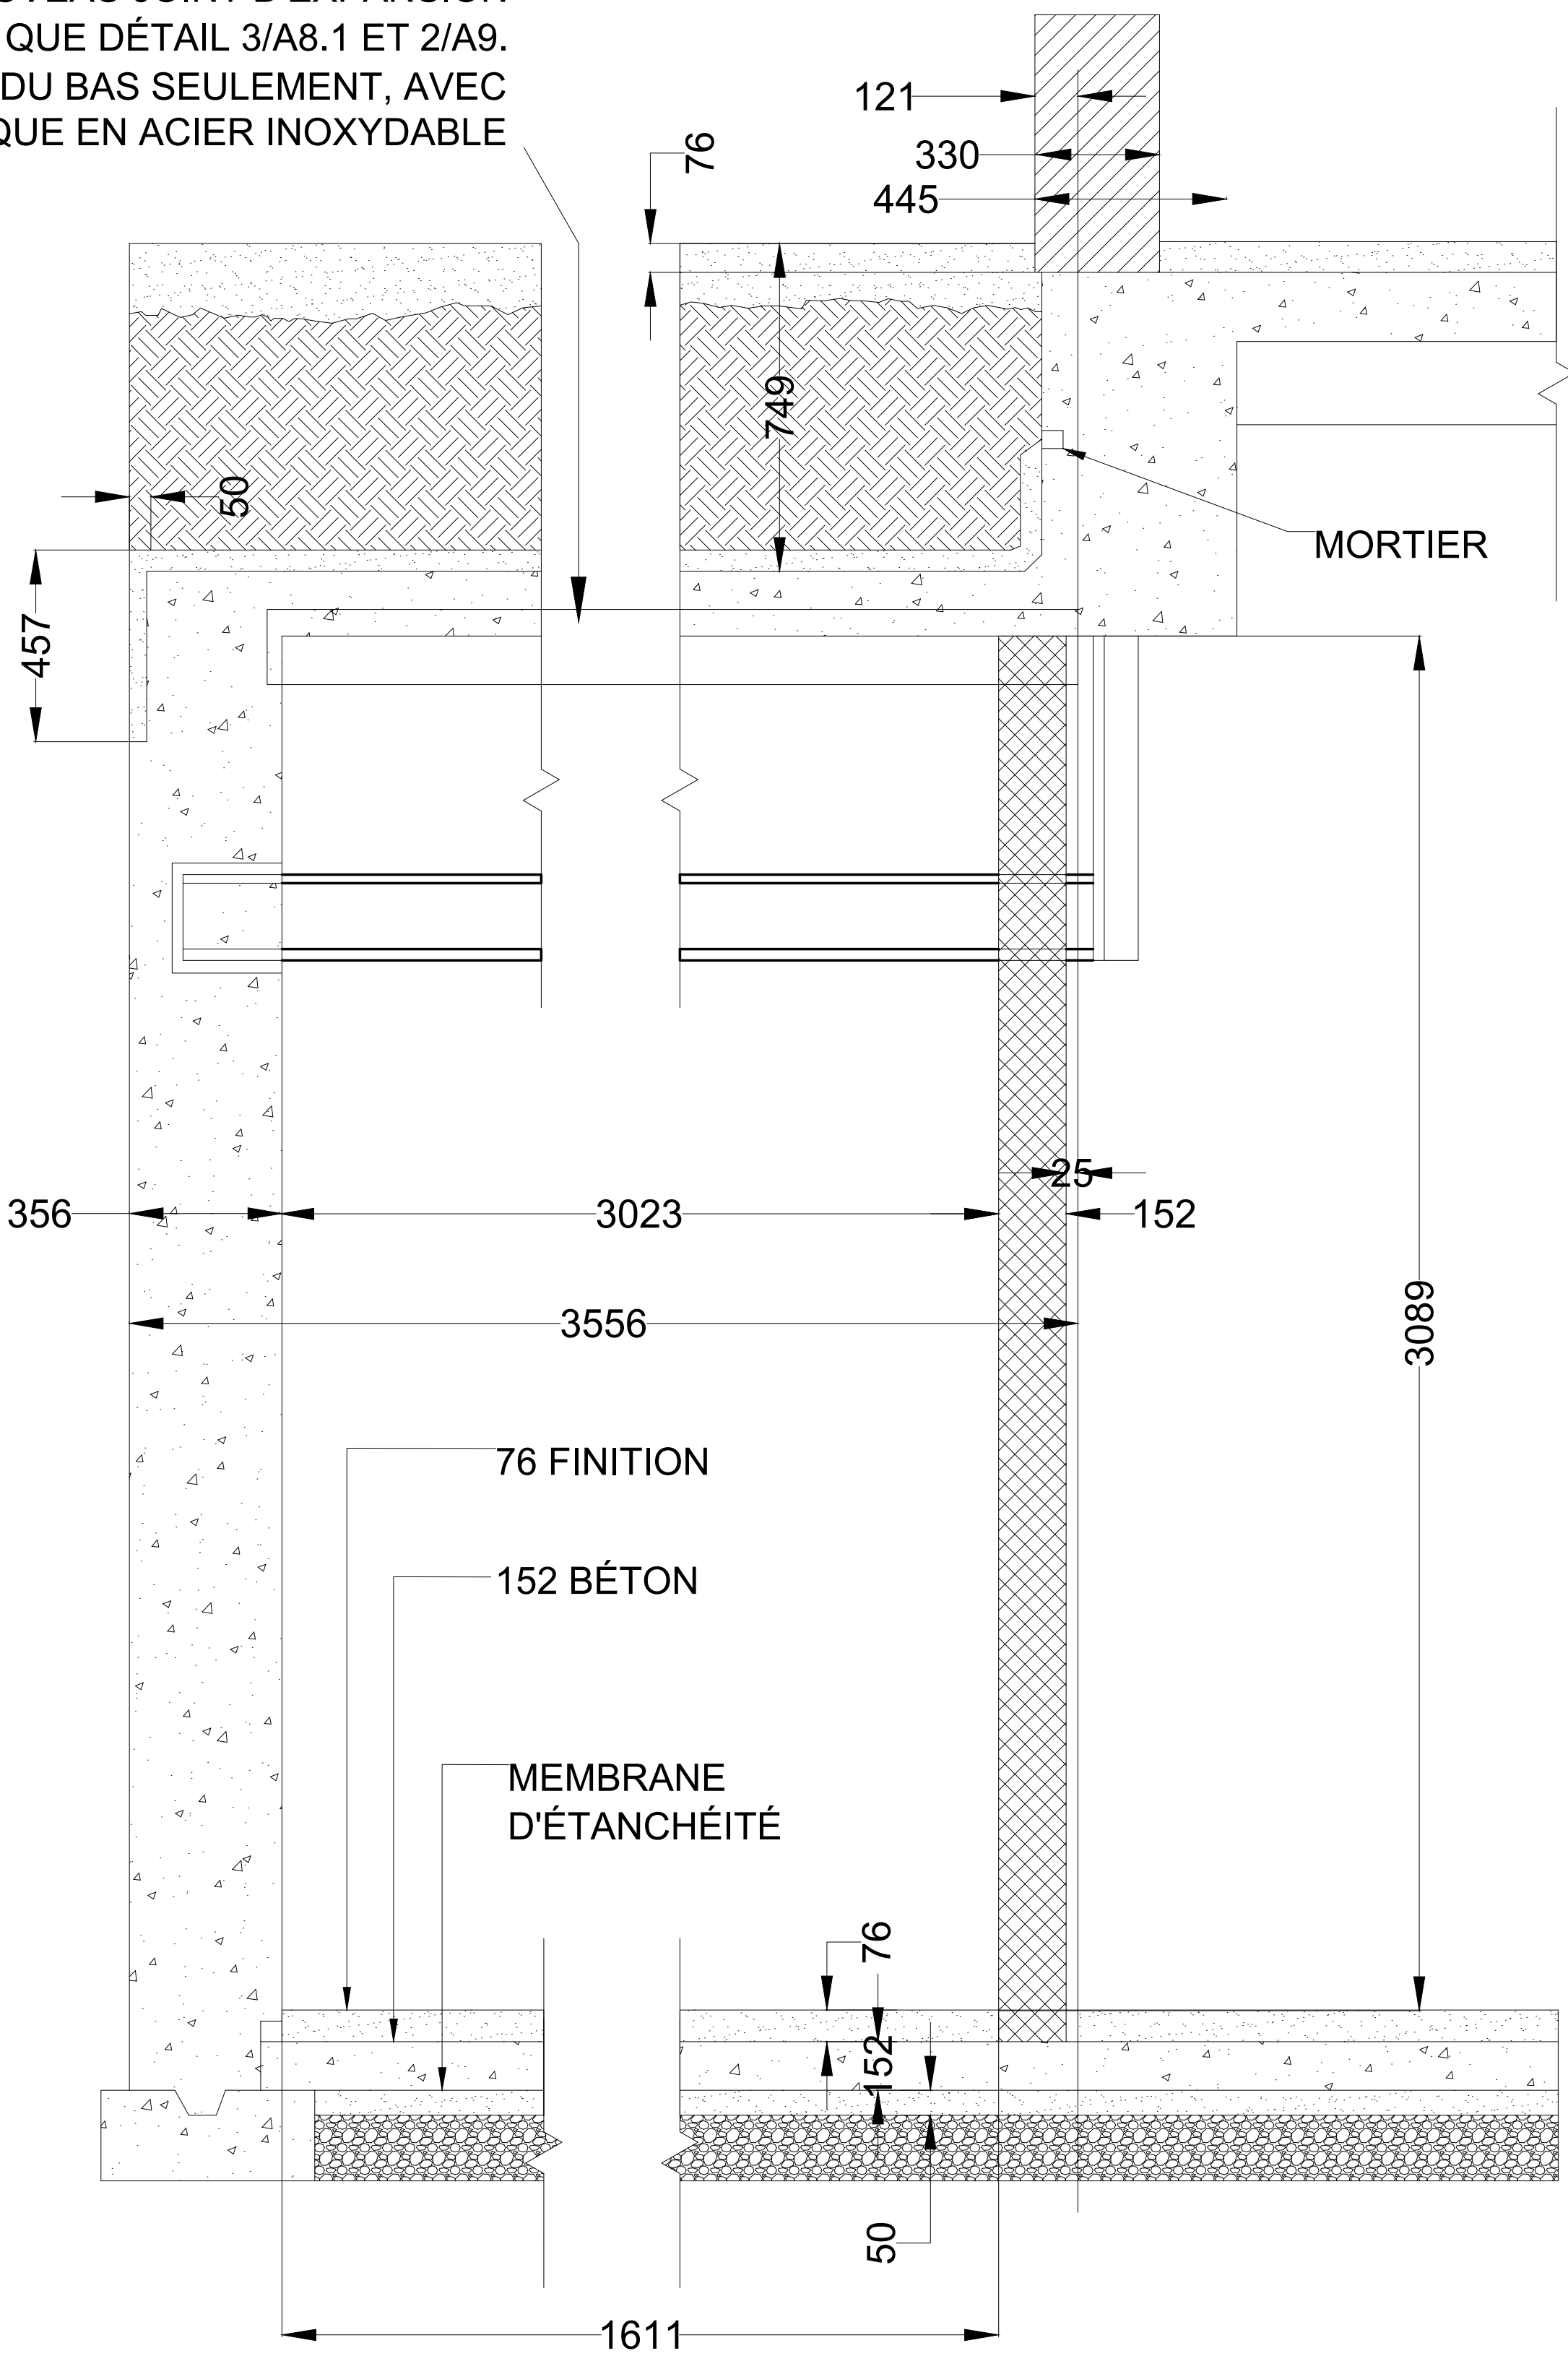 JOINT D'EXPANSION
QUE DÉTAIL 3/A8.1 ET 2/A9.
DU BAS SEULEMENT, AVEC
EN ACIER INOXYDABLE
121
330
445
76
749
50
457
MORTIER
25
356
3023
152
3556
3089
76 FINITION
152 BÉTON
MEMBRANE
D'ÉTANCHÉITÉ
76
152
50
1611